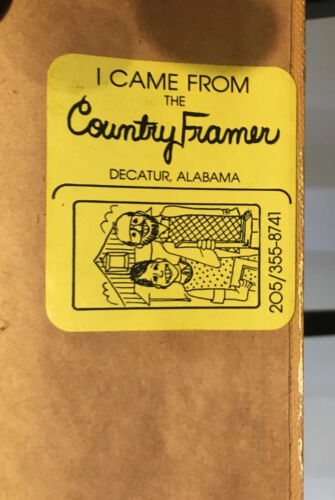 I CAME FROM
THE
Country Framer
DECATUR, ALABAMA
205/355-8741